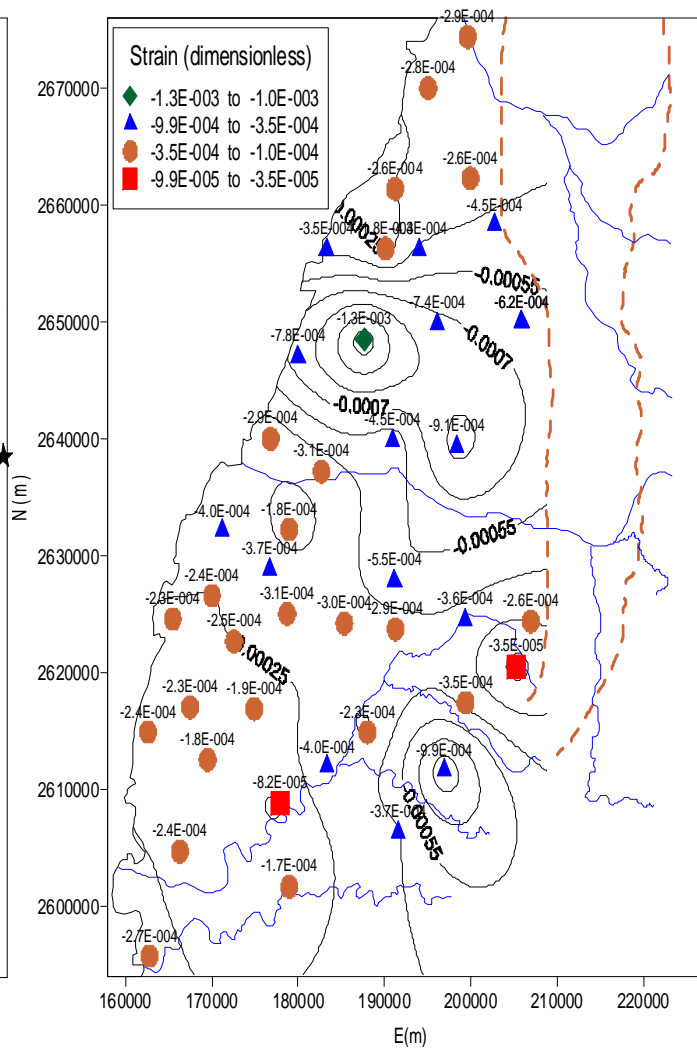 -2.9E-004
Strain (dimensionless)
-1.3E-003 to -1.0E-003
-9.9E-004 to -3.5E-004
-3.5E-004 to -1.0E-004
-9.9E-005 to -3.5E-005
2670000
-2.8E-004
-2.6E-004
-2.6E-004
2660000
-0.00025
-4.5E-004
-3.5E-004
-0.00055
2650000
-1.3E-003
-7.4E-004
-6.2E-004
-7.8E-004
-0.0007
-0.0007
-2.9E-004
-4.5E-004
-9.1E-004
2640000
-3.1E-004
N (m)
-1.8E-004
-4.0E-004
-0.00055
2630000
-3.7E-004
-5.5E-004
-2.4E-004
-2.3E-004
-3.1E-004
-3.0E-004
-2.9E-004
-3.6E-004
-2.6E-004
-2.5E-004
-3.5E-005
2620000
0.00025
-2.3E-004
-1.9E-004
-3.5E-004
-2.4E-004
-2.3E-004
-1.8E-004
-4.0E-004
-9.9E-004
2610000
-8.2E-005
-0.00055
-3.7E-004
-2.4E-004
-1.7E-004
2600000
-2.7E-004
160000 170000 180000 190000 200000 210000 220000
E(m)